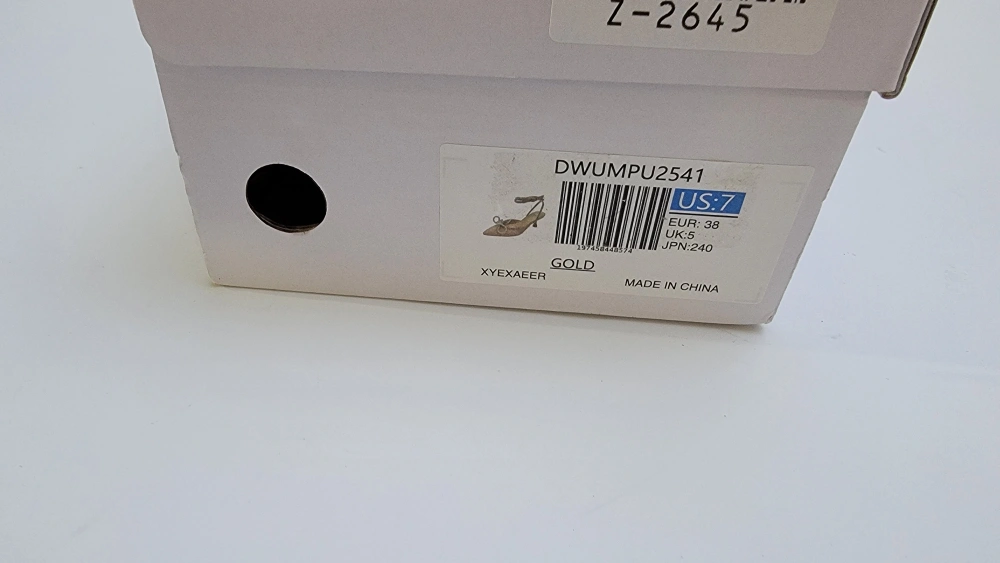 Z-2645
DWUMPU2541
US:7
EUR: 38
UK:5
JPN:240
GOLD
XYEXAEER
MADE IN CHINA